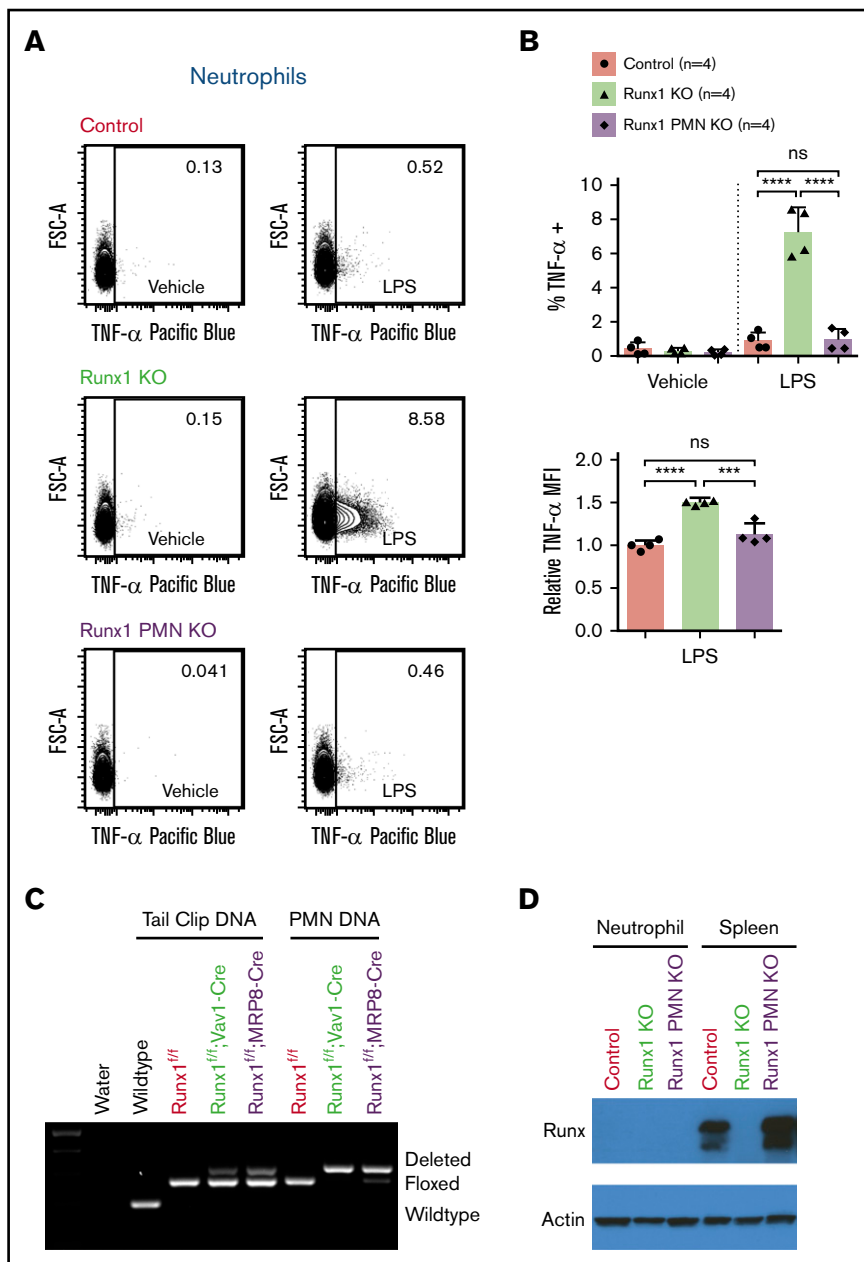 A
Neutrophils
Control
0.13
0.52
FSC-A
FSC-A
Vehicle
LPS
TNF-α Pacific Blue
TNF-α Pacific Blue
Runx1 KO
0.15
8.58
FSC-A
FSC-A
Vehicle
LPS
TNF-α Pacific Blue
TNF-α Pacific Blue
Runx1 PMN KO
0.041
0.46
FSC-A
FSC-A
Vehicle
LPS
TNF-α Pacific Blue
TNF-α Pacific Blue
B
Control (n=4)
Runx1 KO (n=4)
Runx1 PMN KO (n=4)
ns
**** ****
10
8
6
4
2
0
% TNF-α +
Vehicle
LPS
ns
**** ***
2.0
1.5
1.0
0.5
0.0
Relative TNF-α MFI
LPS
C
Tail Clip DNA
PMN DNA
Water
Wildtype
Runx1f/f
Runx1f/f;Vav1-Cre
Runx1f/f;MRP8-Cre
Runx1f/f
Runx1f/f;Vav1-Cre
Runx1f/f;MRP8-Cre
Deleted
Floxed
Wildtype
D
Neutrophil
Spleen
Control
Runx1 KO
Runx1 PMN KO
Control
Runx1 KO
Runx1 PMN KO
Runx
Actin